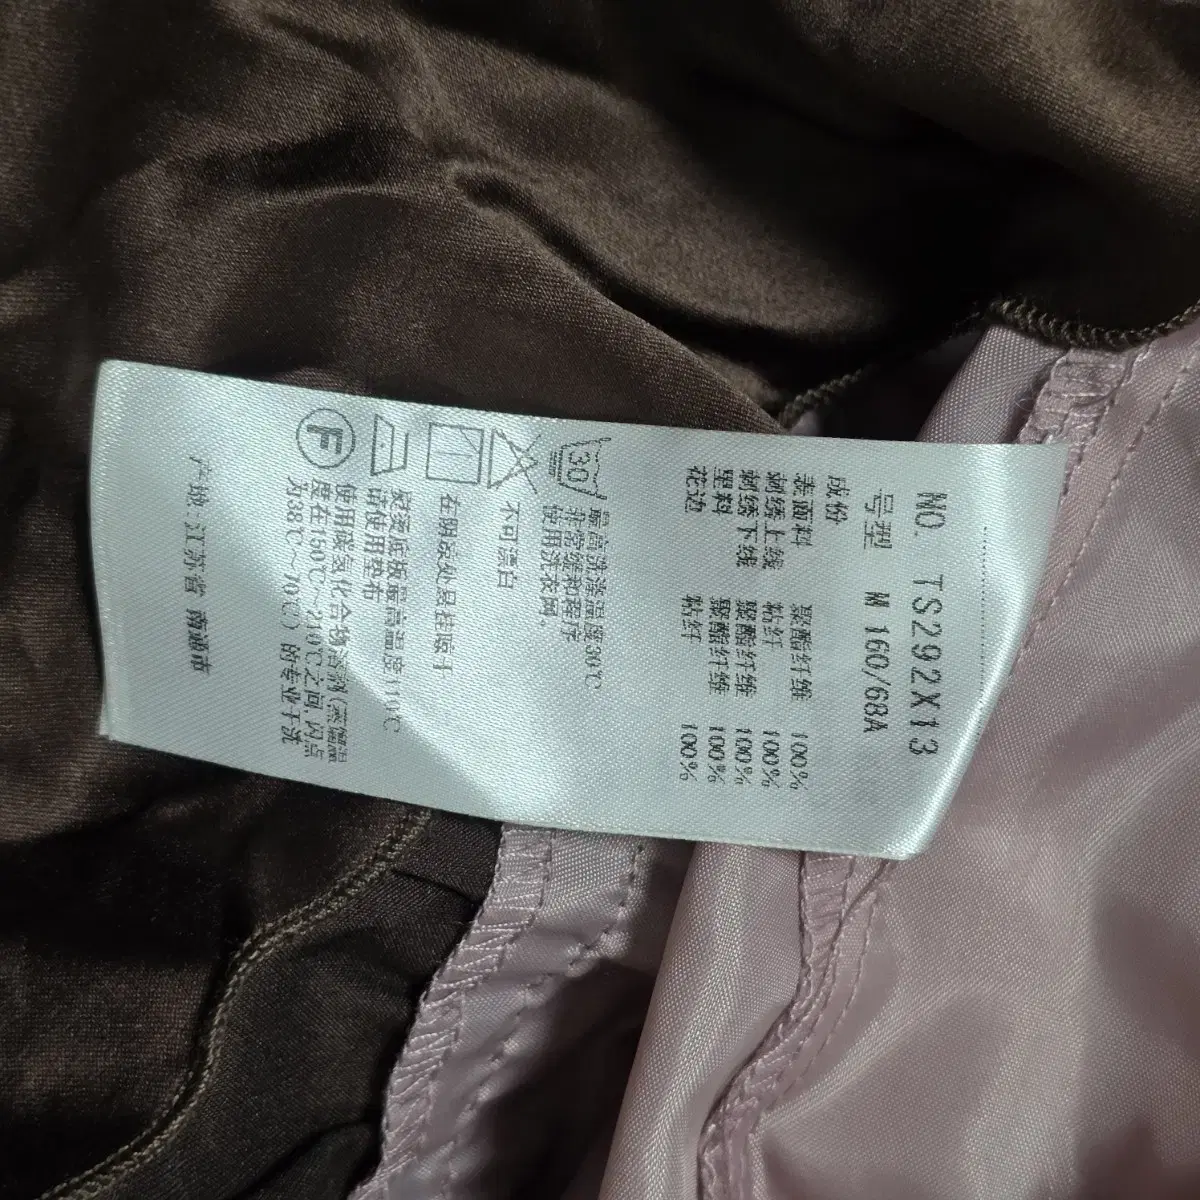 NO. TS292X13
号型 M 160/68A
成份
表面料 聚酯纤维 100%
刺绣上线 粘纤 100%
刺绣下线 聚酯纤维 100%
里料 聚酯纤维 100%
花边 粘纤 100%
30
最高洗涤温度30℃
非常缓和程序
使用洗衣网.
不可漂白
在阴凉处悬挂晾干
熨斗底板最高温度110℃
请使用垫布
F
使用碳氢化合物溶剂(蒸馏温
度在150℃~210℃之间,闪点
为38℃~70℃)的专业干洗
产地 江苏省 南通市